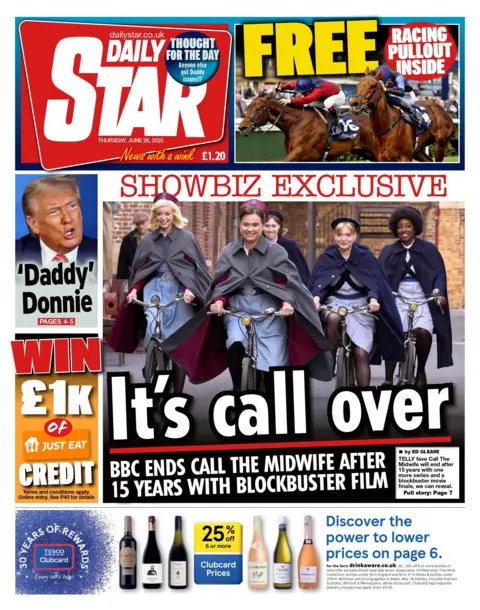 dailystar.co.uk
DAILY
STAR
THURSDAY, JUNE 26, 2025
News with a wink
£1.20
THOUGHT
FOR THE DAY
Anyone else
got Daddy
issues!?
FREE
RACING
PULLOUT
INSIDE
SHOWBIZ EXCLUSIVE
'Daddy'
Donnie
PAGES 4-5
WIN
£1K
OF
JUST EAT
CREDIT
Terms and conditions apply.
Online entry. See P40 for details
It's call over
BBC ENDS CALL THE MIDWIFE AFTER
15 YEARS WITH BLOCKBUSTER FILM
■ by ED GLEAVE
TELLY fave Call The
Midwife will end after
15 years with one
more series and a
blockbuster movie
finale, we can reveal.
Full story: Page 7
30 YEARS OF REWARDS
TESCO
Clubcard
Every little helps
25% off
6 or more
Clubcard
Prices
Discover the
power to lower
prices on page 6.
for the facts drinkaware.co.uk